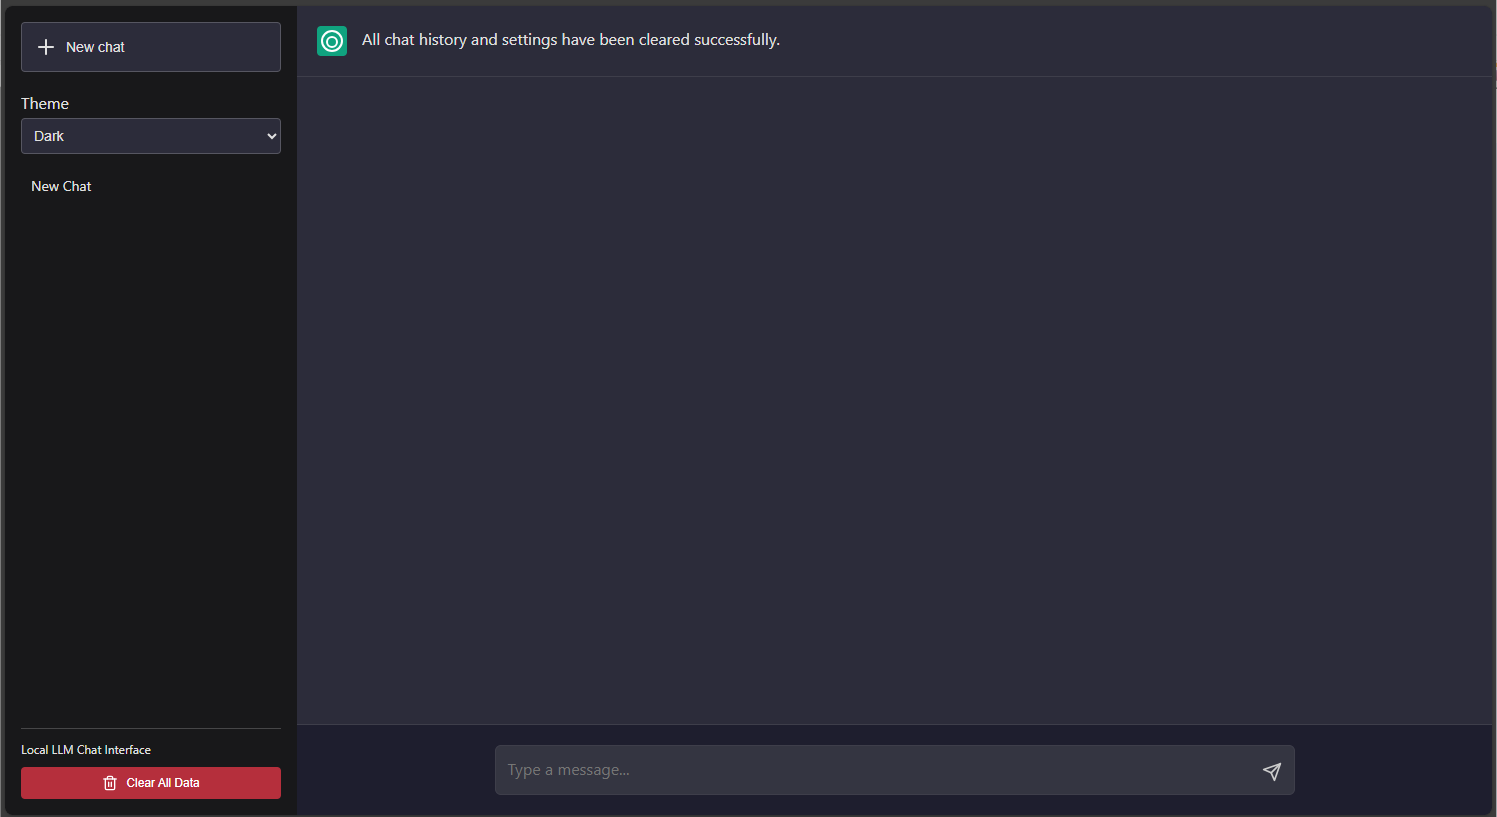 New chat
Theme
Dark
New Chat
Local LLM Chat Interface
Clear All Data
All chat history and settings have been cleared successfully.
Type a message...